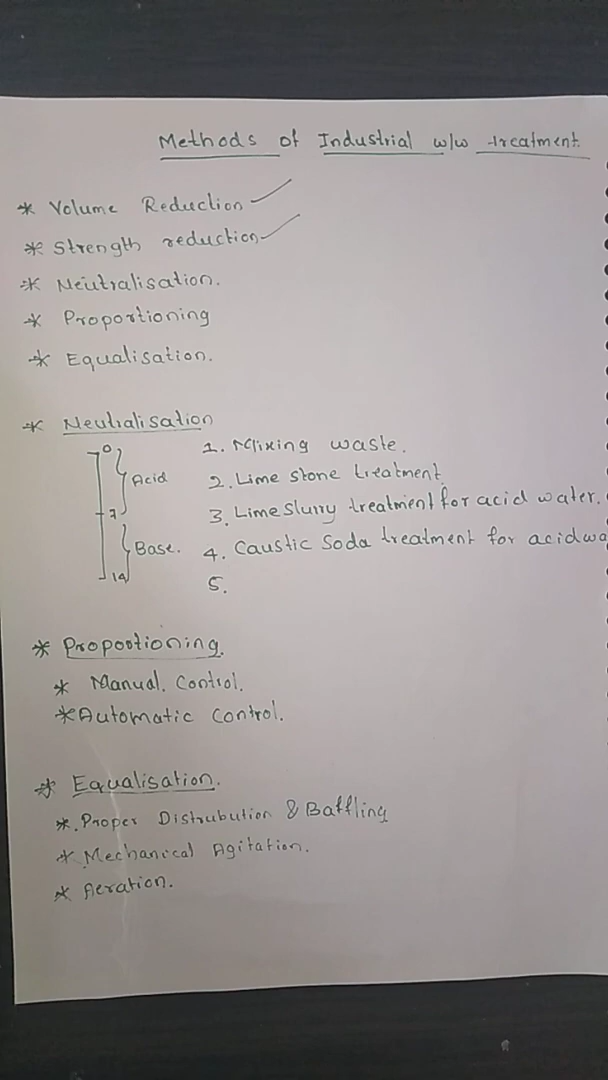 Methods of Industrial w/w treatment.
* Volume Reduction
* Strength reduction
* Neutralisation.
* Proportioning
* Equalisation.
* Neutralisation
0
Acid
7
Base.
14
1. Mixing waste.
2. Lime stone treatment
3. Lime slurry treatment for acid water.
4. Caustic Soda treatment for acid wa
5.
* Propootioning.
* Manual. Control.
* Automatic Control.
* Equalisation.
*. Proper Distrubution & Baffling
* Mechanical Agitation.
* Aeration.